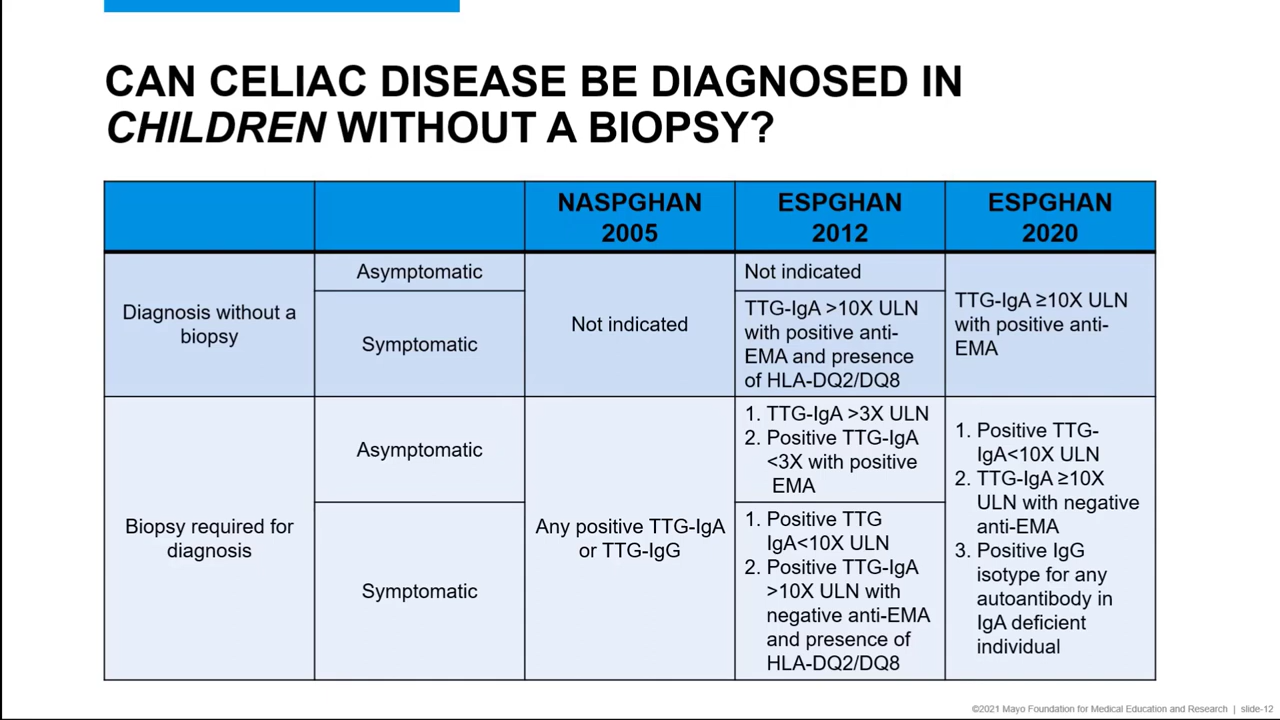 CAN CELIAC DISEASE BE DIAGNOSED IN
CHILDREN WITHOUT A BIOPSY?
NASPGHAN
2005
ESPGHAN
2012
ESPGHAN
2020
Diagnosis without a
biopsy
Asymptomatic
Not indicated
Not indicated
TTG-IgA ≥10X ULN
with positive anti-
EMA
Symptomatic
TTG-IgA >10X ULN
with positive anti-
EMA and presence
of HLA-DQ2/DQ8
Biopsy required for
diagnosis
Asymptomatic
Any positive TTG-IgA
or TTG-IgG
1. TTG-IgA >3X ULN
2. Positive TTG-IgA
<3X with positive
EMA
1. Positive TTG-
IgA<10X ULN
2. TTG-IgA ≥10X
ULN with negative
anti-EMA
3. Positive IgG
isotype for any
autoantibody in
IgA deficient
individual
Symptomatic
1. Positive TTG
IgA<10X ULN
2. Positive TTG-IgA
>10X ULN with
negative anti-EMA
and presence of
HLA-DQ2/DQ8
©2021 Mayo Foundation for Medical Education and Research | slide-12